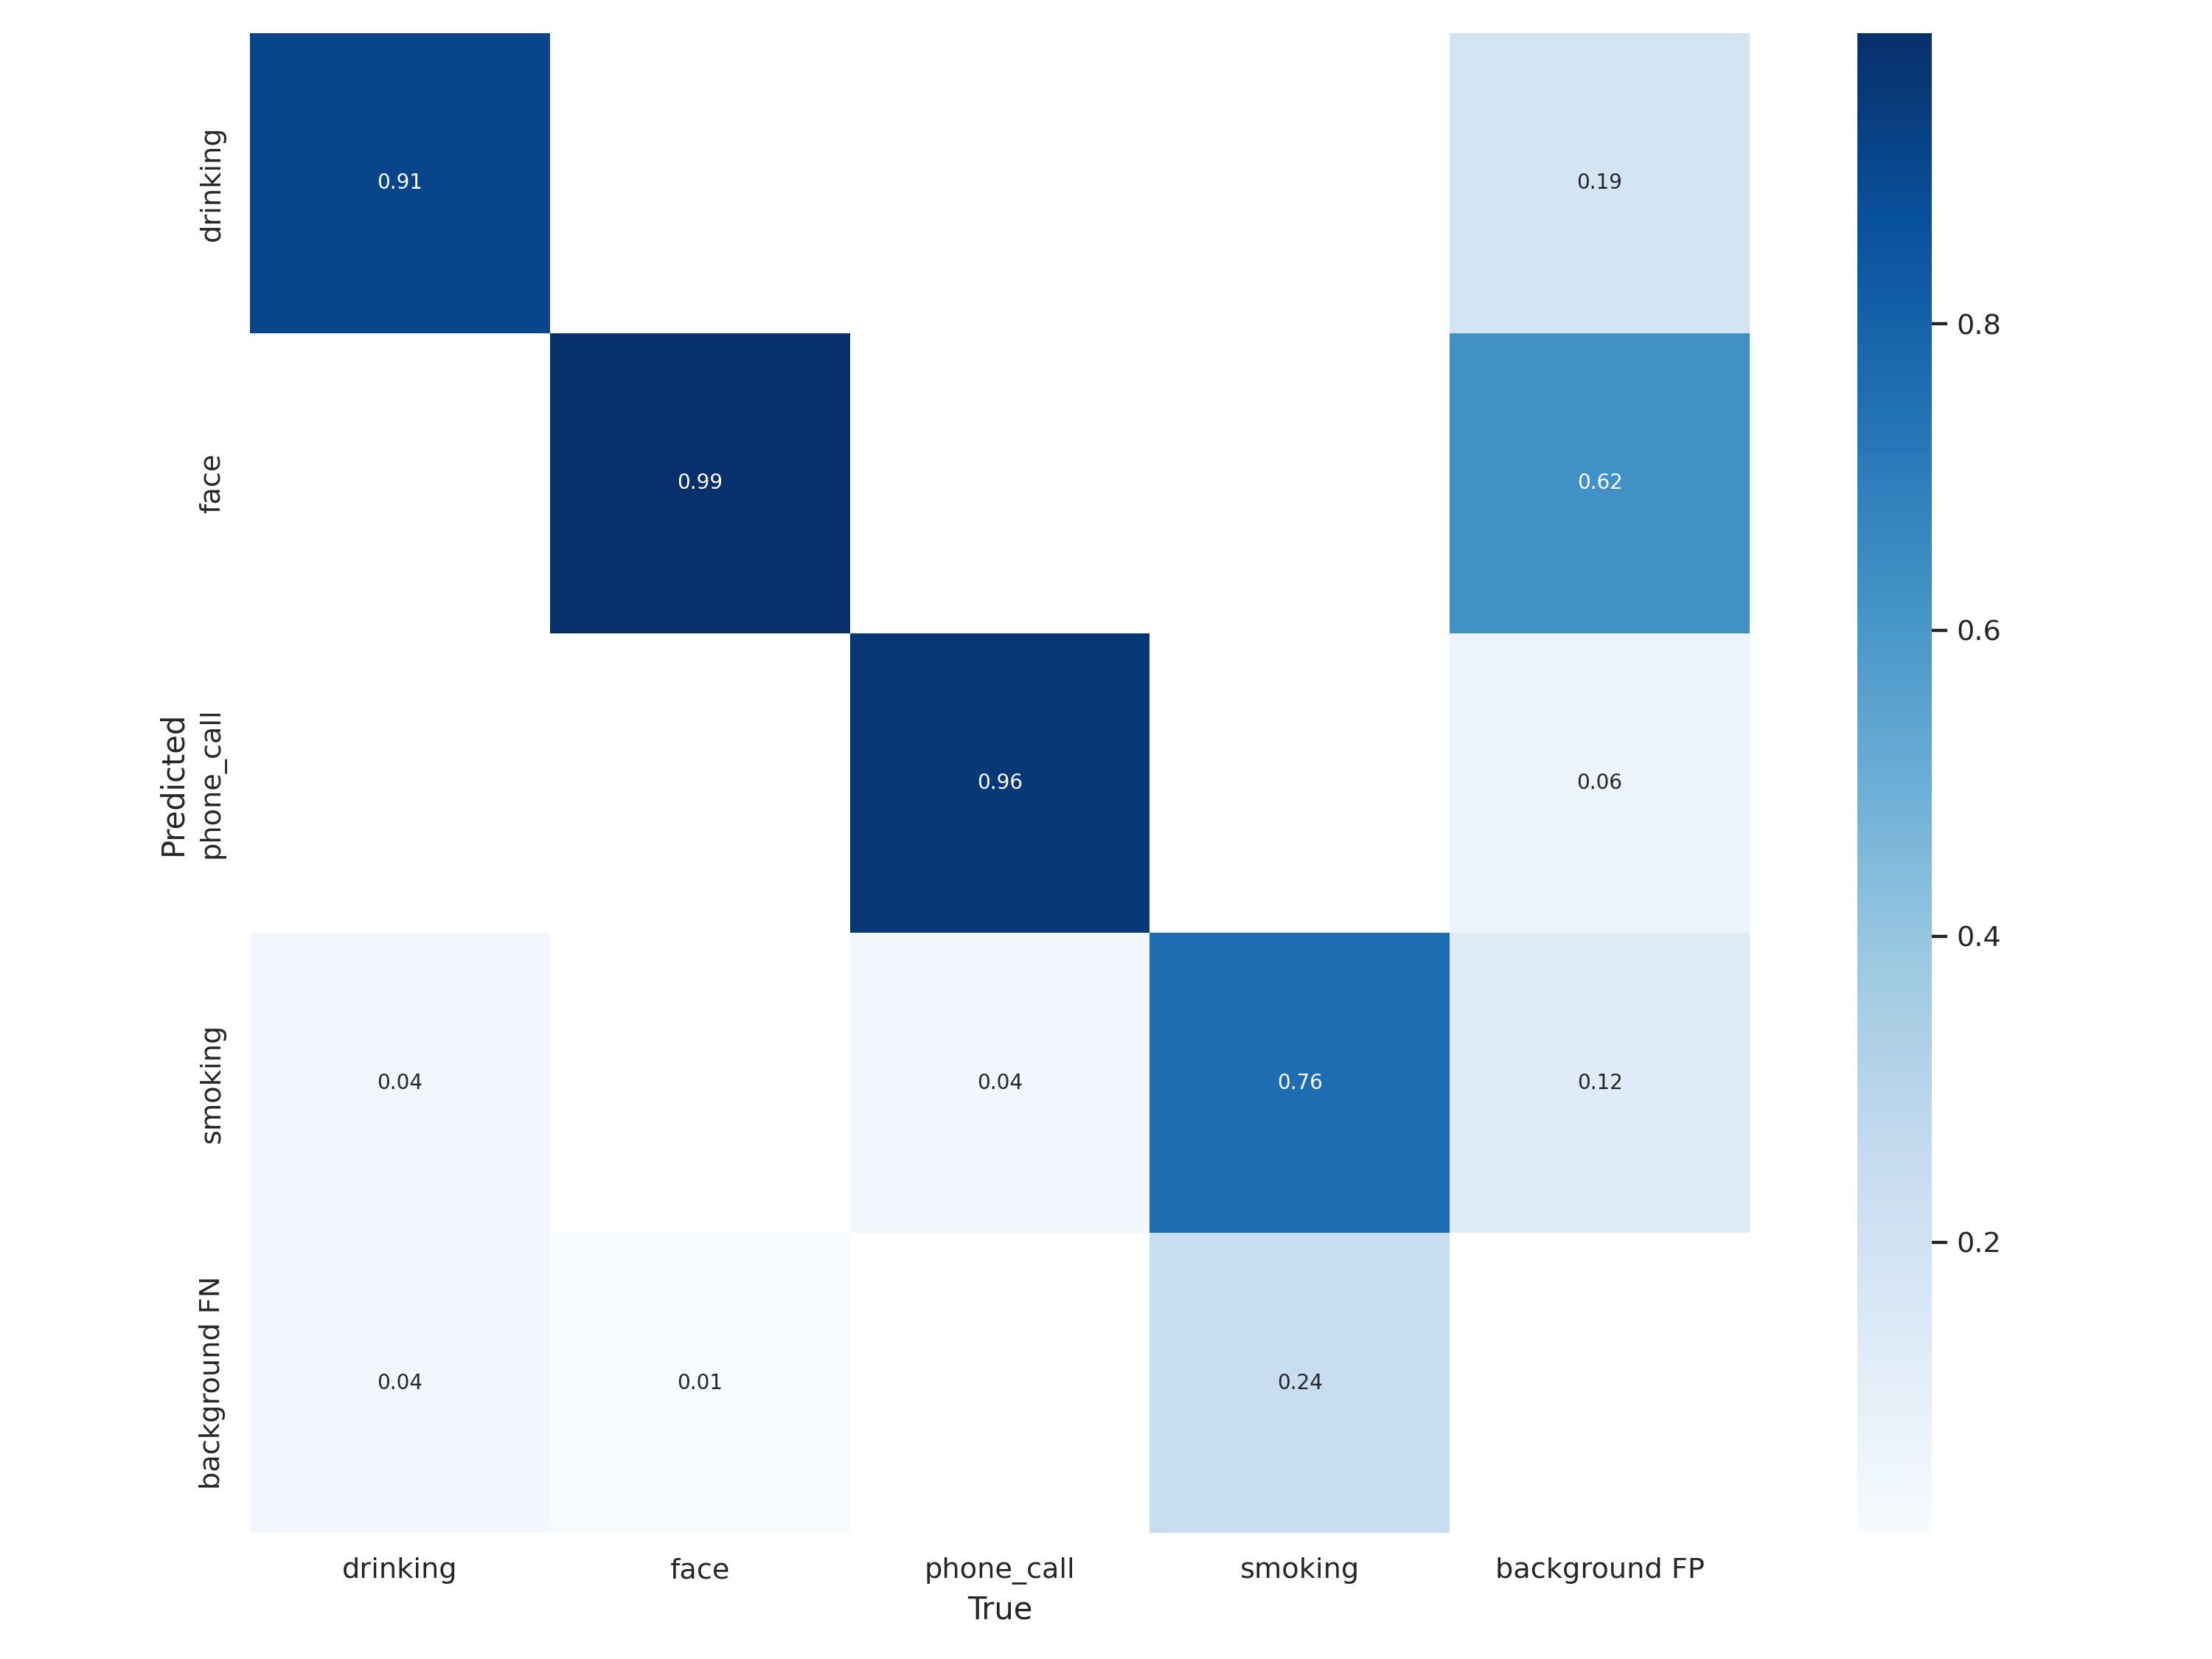 drinking
0.91
0.19
0.8
face
0.99
0.62
0.6
Predicted
phone_call
0.96
0.06
0.4
smoking
0.04
0.04
0.76
0.12
0.2
background FN
0.04
0.01
0.24
drinking
face
phone_call
smoking
background FP
True